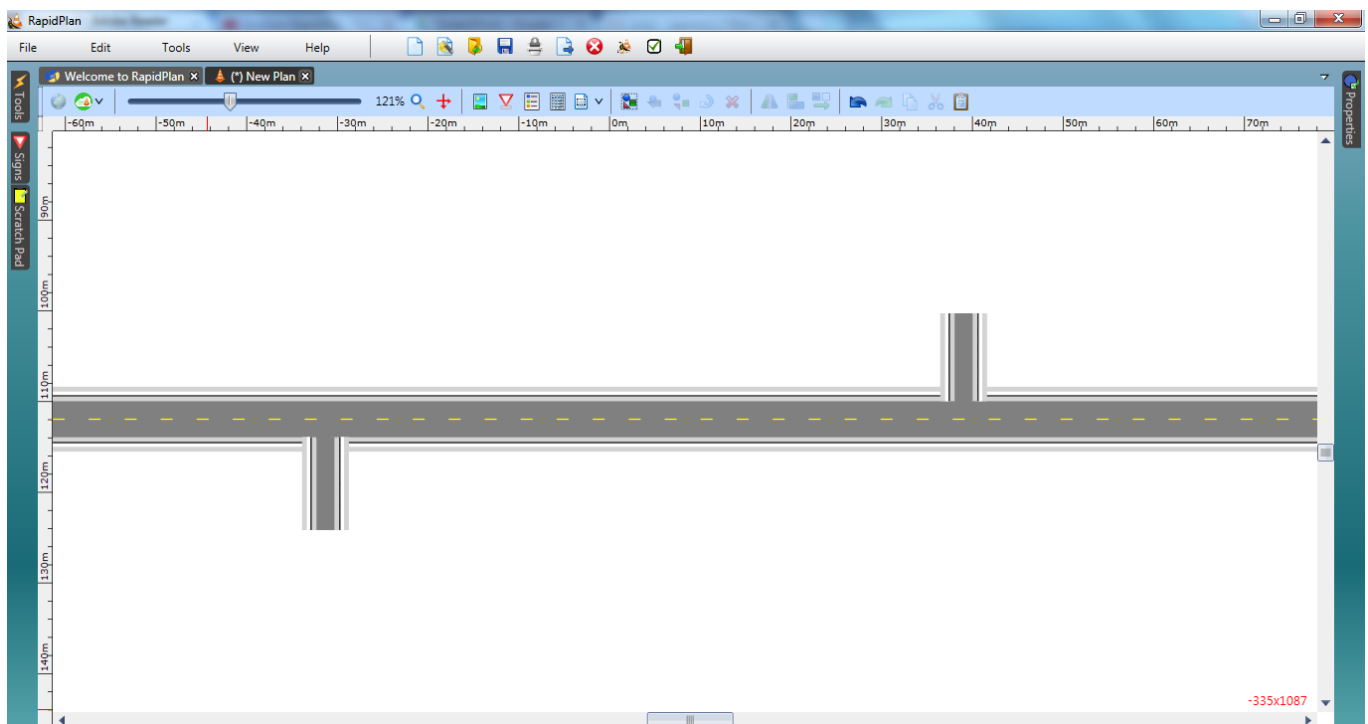 RapidPlan
File Edit Tools View Help
Welcome to RapidPlan (*) New Plan
121%
-60m -50m -40m -30m -20m -10m 0m 10m 20m 30m 40m 50m 60m 70m
Tools
Signs
Scratch Pad
Properties
90m
100m
110m
120m
130m
140m
-335x1087